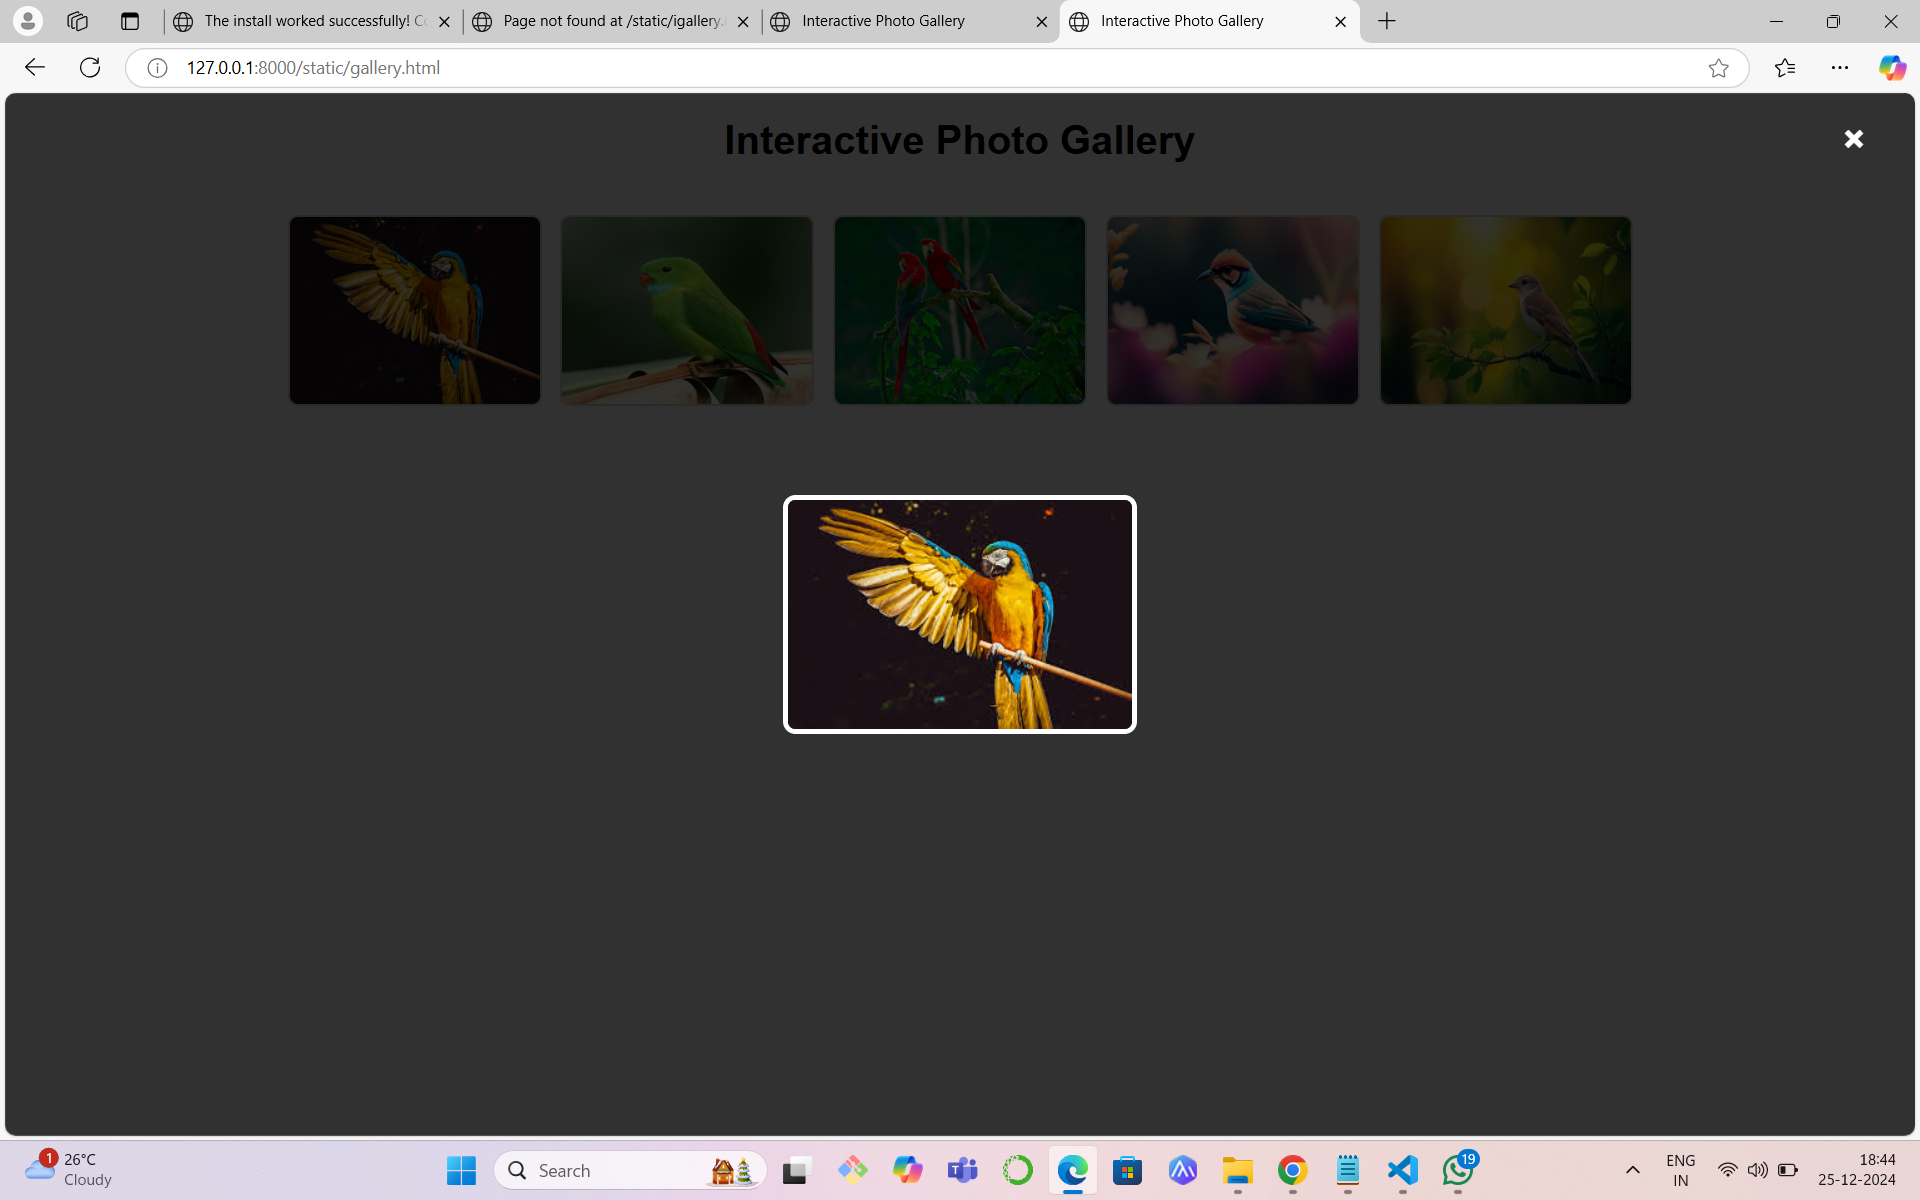 The install worked successfully! Co
Page not found at /static/igallery.
Interactive Photo Gallery
Interactive Photo Gallery
127.0.0.1:8000/static/gallery.html
Interactive Photo Gallery
1
26°C
Cloudy
Search
19
ENG
IN
18:44
25-12-2024